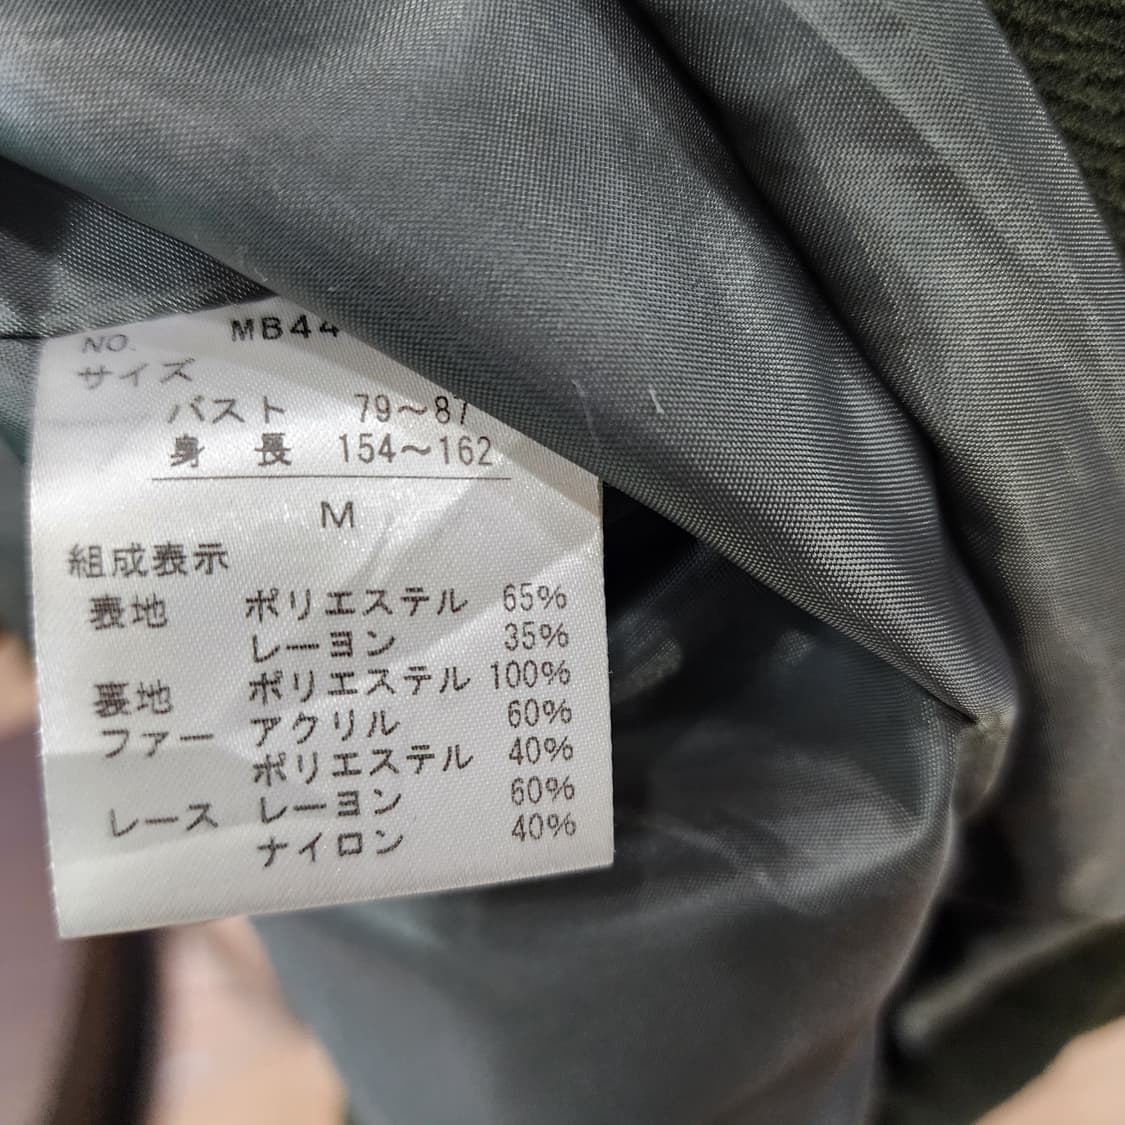 NO. MB44
サイズ
バスト 79～87
身 長 154～162
M
組成表示
表地 ポリエステル 65%
レーヨン 35%
裏地 ポリエステル 100%
ファー アクリル 60%
ポリエステル 40%
レース レーヨン 60%
ナイロン 40%